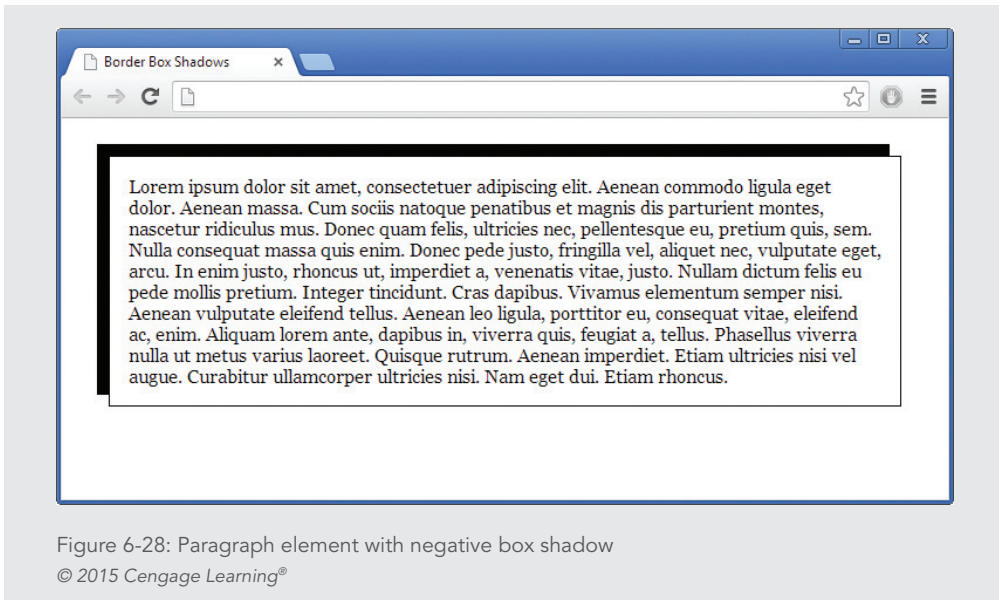 Border Box Shadows
Lorem ipsum dolor sit amet, consectetuer adipiscing elit. Aenean commodo ligula eget
dolor. Aenean massa. Cum sociis natoque penatibus et magnis dis parturient montes,
nascetur ridiculus mus. Donec quam felis, ultricies nec, pellentesque eu, pretium quis, sem.
Nulla consequat massa quis enim. Donec pede justo, fringilla vel, aliquet nec, vulputate eget,
arcu. In enim justo, rhoncus ut, imperdiet a, venenatis vitae, justo. Nullam dictum felis eu
pede mollis pretium. Integer tincidunt. Cras dapibus. Vivamus elementum semper nisi.
Aenean vulputate eleifend tellus. Aenean leo ligula, porttitor eu, consequat vitae, eleifend
ac, enim. Aliquam lorem ante, dapibus in, viverra quis, feugiat a, tellus. Phasellus viverra
nulla ut metus varius laoreet. Quisque rutrum. Aenean imperdiet. Etiam ultricies nisi vel
augue. Curabitur ullamcorper ultricies nisi. Nam eget dui. Etiam rhoncus.
Figure 6-28: Paragraph element with negative box shadow
© 2015 Cengage Learning®